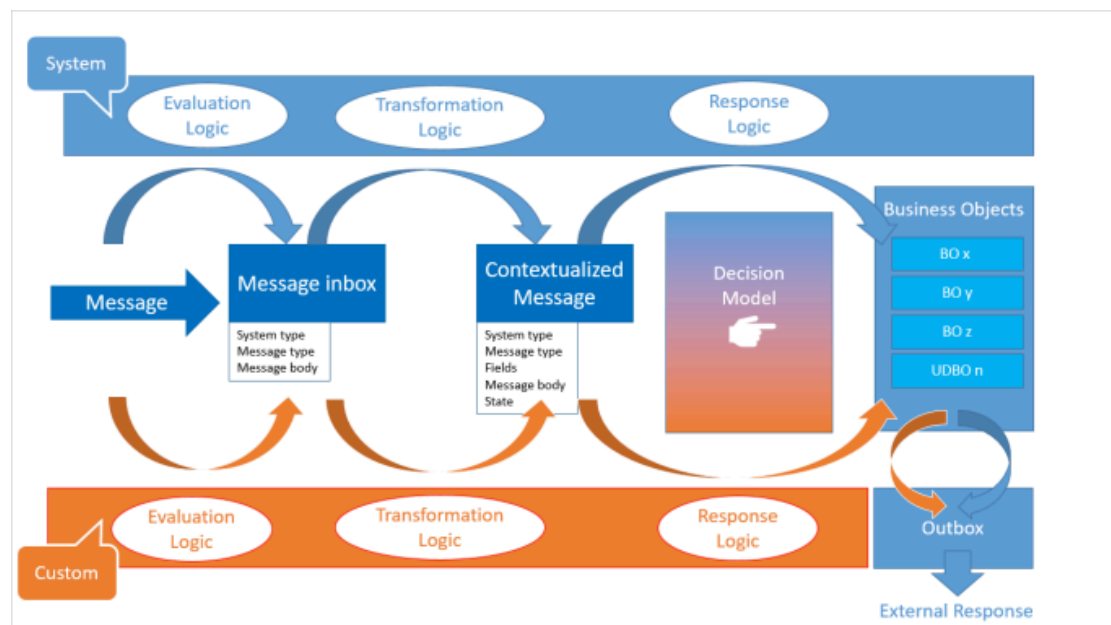 System
Evaluation
Logic
Transformation
Logic
Response
Logic
Business Objects
BO x
BO y
BO z
UDBO n
Message
Message inbox
System type
Message type
Message body
Contextualized
Message
System type
Message type
Fields
Message body
State
Decision
Model
Evaluation
Logic
Transformation
Logic
Response
Logic
Custom
Outbox
External Response